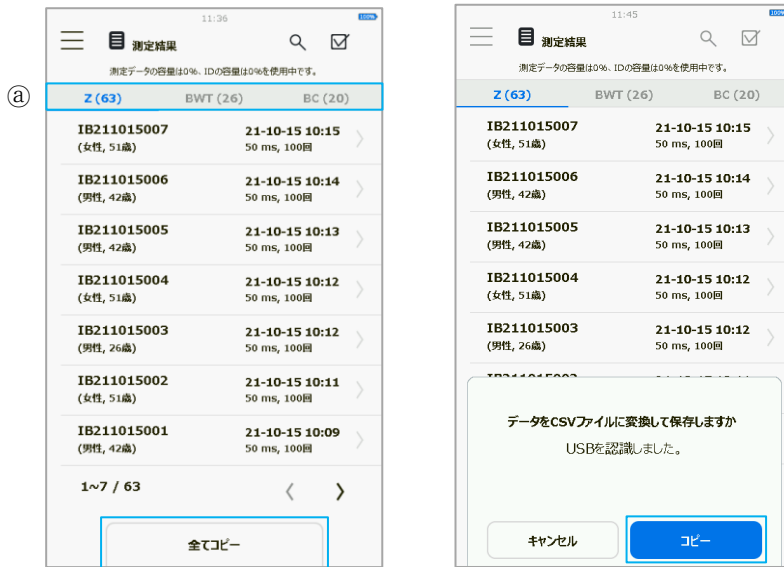 11:36
100%
測定結果
測定データの容量は0%、IDの容量は0%を使用中です。
ⓐ
Z (63) BWT (26) BC (20)
IB211015007 21-10-15 10:15
(女性, 51歳) 50 ms, 100回
IB211015006 21-10-15 10:14
(男性, 42歳) 50 ms, 100回
IB211015005 21-10-15 10:13
(男性, 42歳) 50 ms, 100回
IB211015004 21-10-15 10:12
(女性, 51歳) 50 ms, 100回
IB211015003 21-10-15 10:12
(男性, 26歳) 50 ms, 100回
IB211015002 21-10-15 10:11
(女性, 51歳) 50 ms, 100回
IB211015001 21-10-15 10:09
(男性, 42歳) 50 ms, 100回
1~7 / 63
全てコピー
11:45
測定結果
測定データの容量は0%、IDの容量は0%を使用中です。
Z (63) BWT (26) BC (20)
IB211015007 21-10-15 10:15
(女性, 51歳) 50 ms, 100回
IB211015006 21-10-15 10:14
(男性, 42歳) 50 ms, 100回
IB211015005 21-10-15 10:13
(男性, 42歳) 50 ms, 100回
IB211015004 21-10-15 10:12
(女性, 51歳) 50 ms, 100回
IB211015003 21-10-15 10:12
(男性, 26歳) 50 ms, 100回
データをCSVファイルに変換して保存しますか
USBを認識しました。
キャンセル コピー